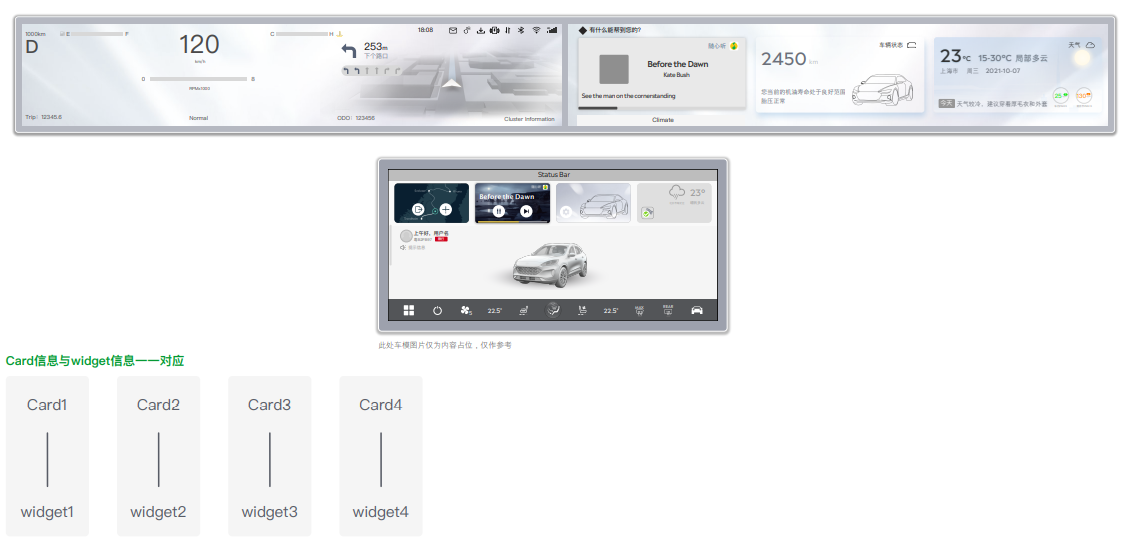 1000km
E
F
D
120
km/h
C
H
18:08
253m
下个路口
0
8
RPMx1000
Trip: 12345.6
Normal
ODO: 123456
Cluster Information
有什么能帮到您的?
随心听
Before the Dawn
Kate Bush
See the man on the cornerstanding
Climate
车辆状态
2450 km
您当前的机油寿命处于良好范围
胎压正常
天气
23°C 15-30°C 局部多云
上海市 周三 2021-10-07
今天 天气较冷，建议穿着厚毛衣和外套
Status Bar
Before the Dawn
23°
上午好，用户名
22.5°
22.5°
此处车模图片仅为内容占位，仅作参考
Card信息与widget信息一一对应
Card1
Card2
Card3
Card4
widget1
widget2
widget3
widget4